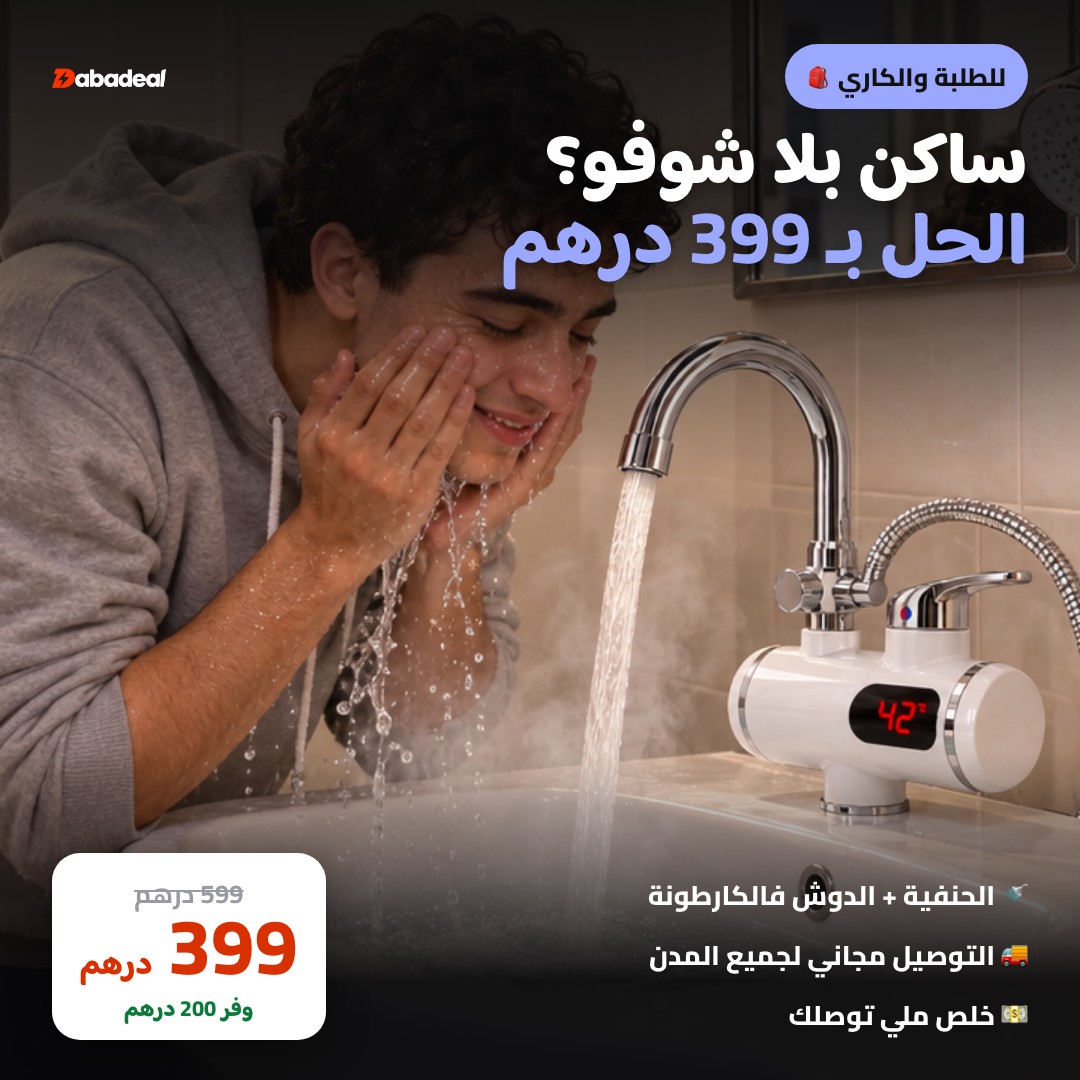 Dabadeal
للطلبة والكاري 🎒
ساكن بلا شوفو؟
الحل بـ 399 درهم
42°C
599 درهم
399 درهم
وفر 200 درهم
الحنفية + الدوش فالكارطونة
التوصيل مجاني لجميع المدن
خلص ملي توصلك